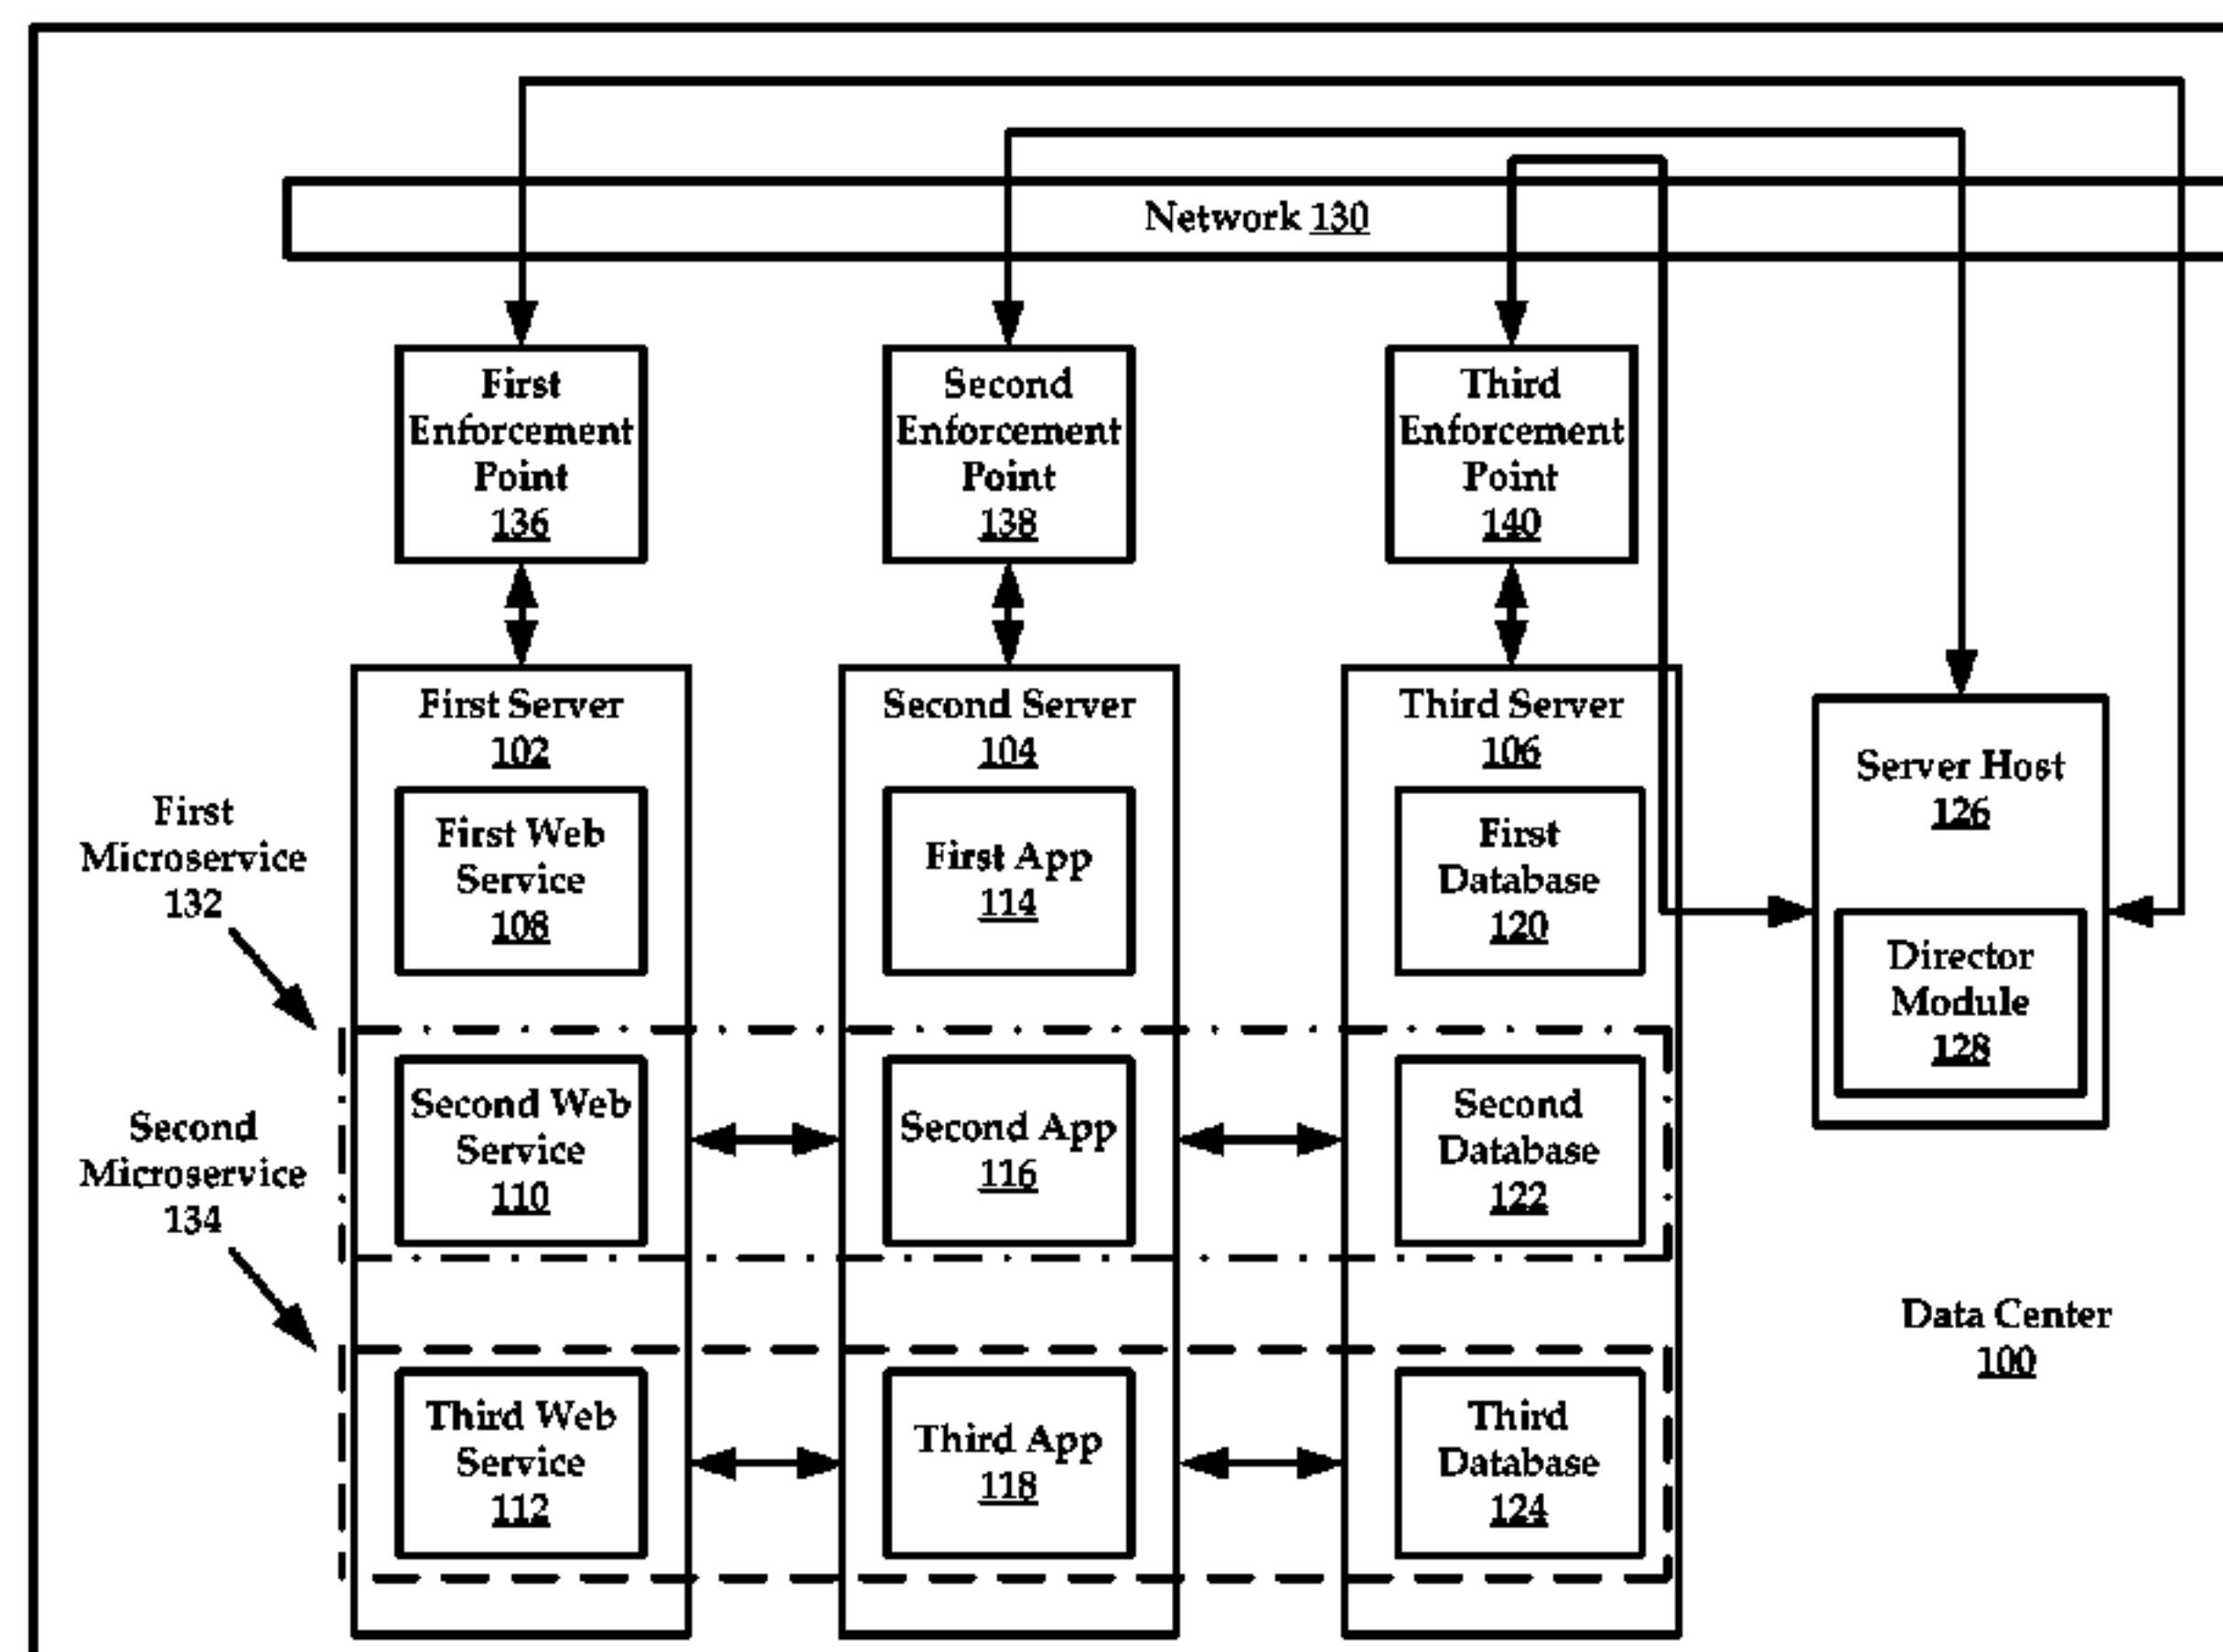 Network 130
First
Enforcement
Point
136
Second
Enforcement
Point
138
Third
Enforcement
Point
140
First Server
102
Second Server
104
Third Server
106
Server Host
126
First
Microservice
132
First Web
Service
108
First App
114
First
Database
120
Director
Module
128
Second
Microservice
134
Second Web
Service
110
Second App
116
Second
Database
122
Data Center
100
Third Web
Service
112
Third App
118
Third
Database
124